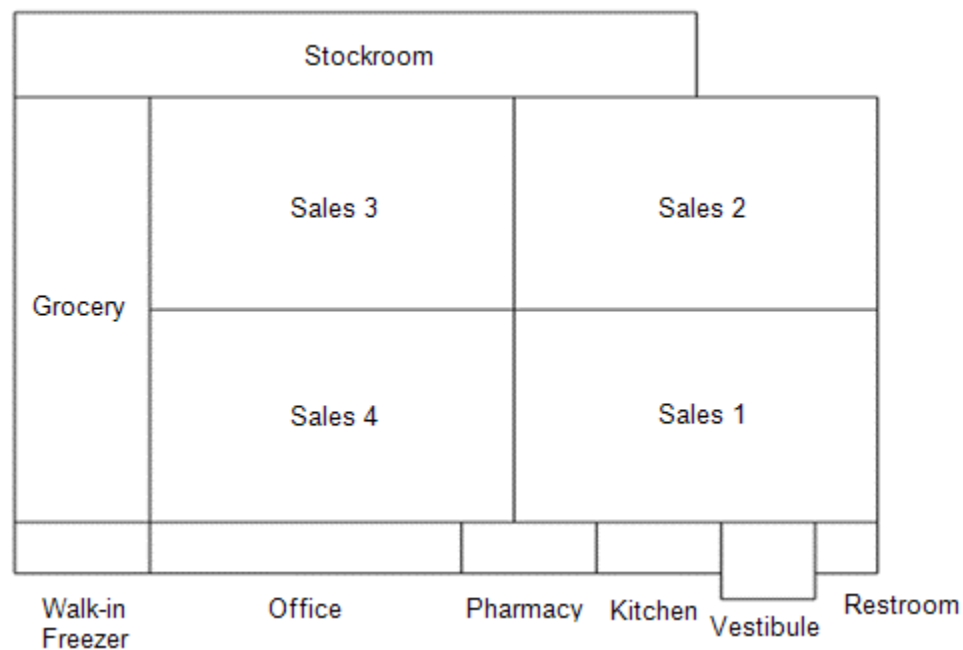 Stockroom
Sales 3
Sales 2
Grocery
Sales 4
Sales 1
Walk-in
Freezer
Office
Pharmacy
Kitchen
Vestibule
Restroom